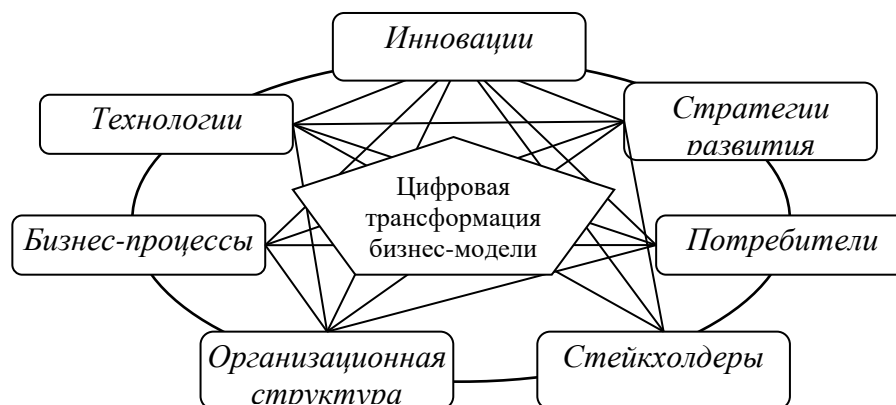 Инновации
Технологии
Стратегии
развития
Цифровая
трансформация
бизнес-модели
Бизнес-процессы
Потребители
Организационная
структура
Стейкхолдеры